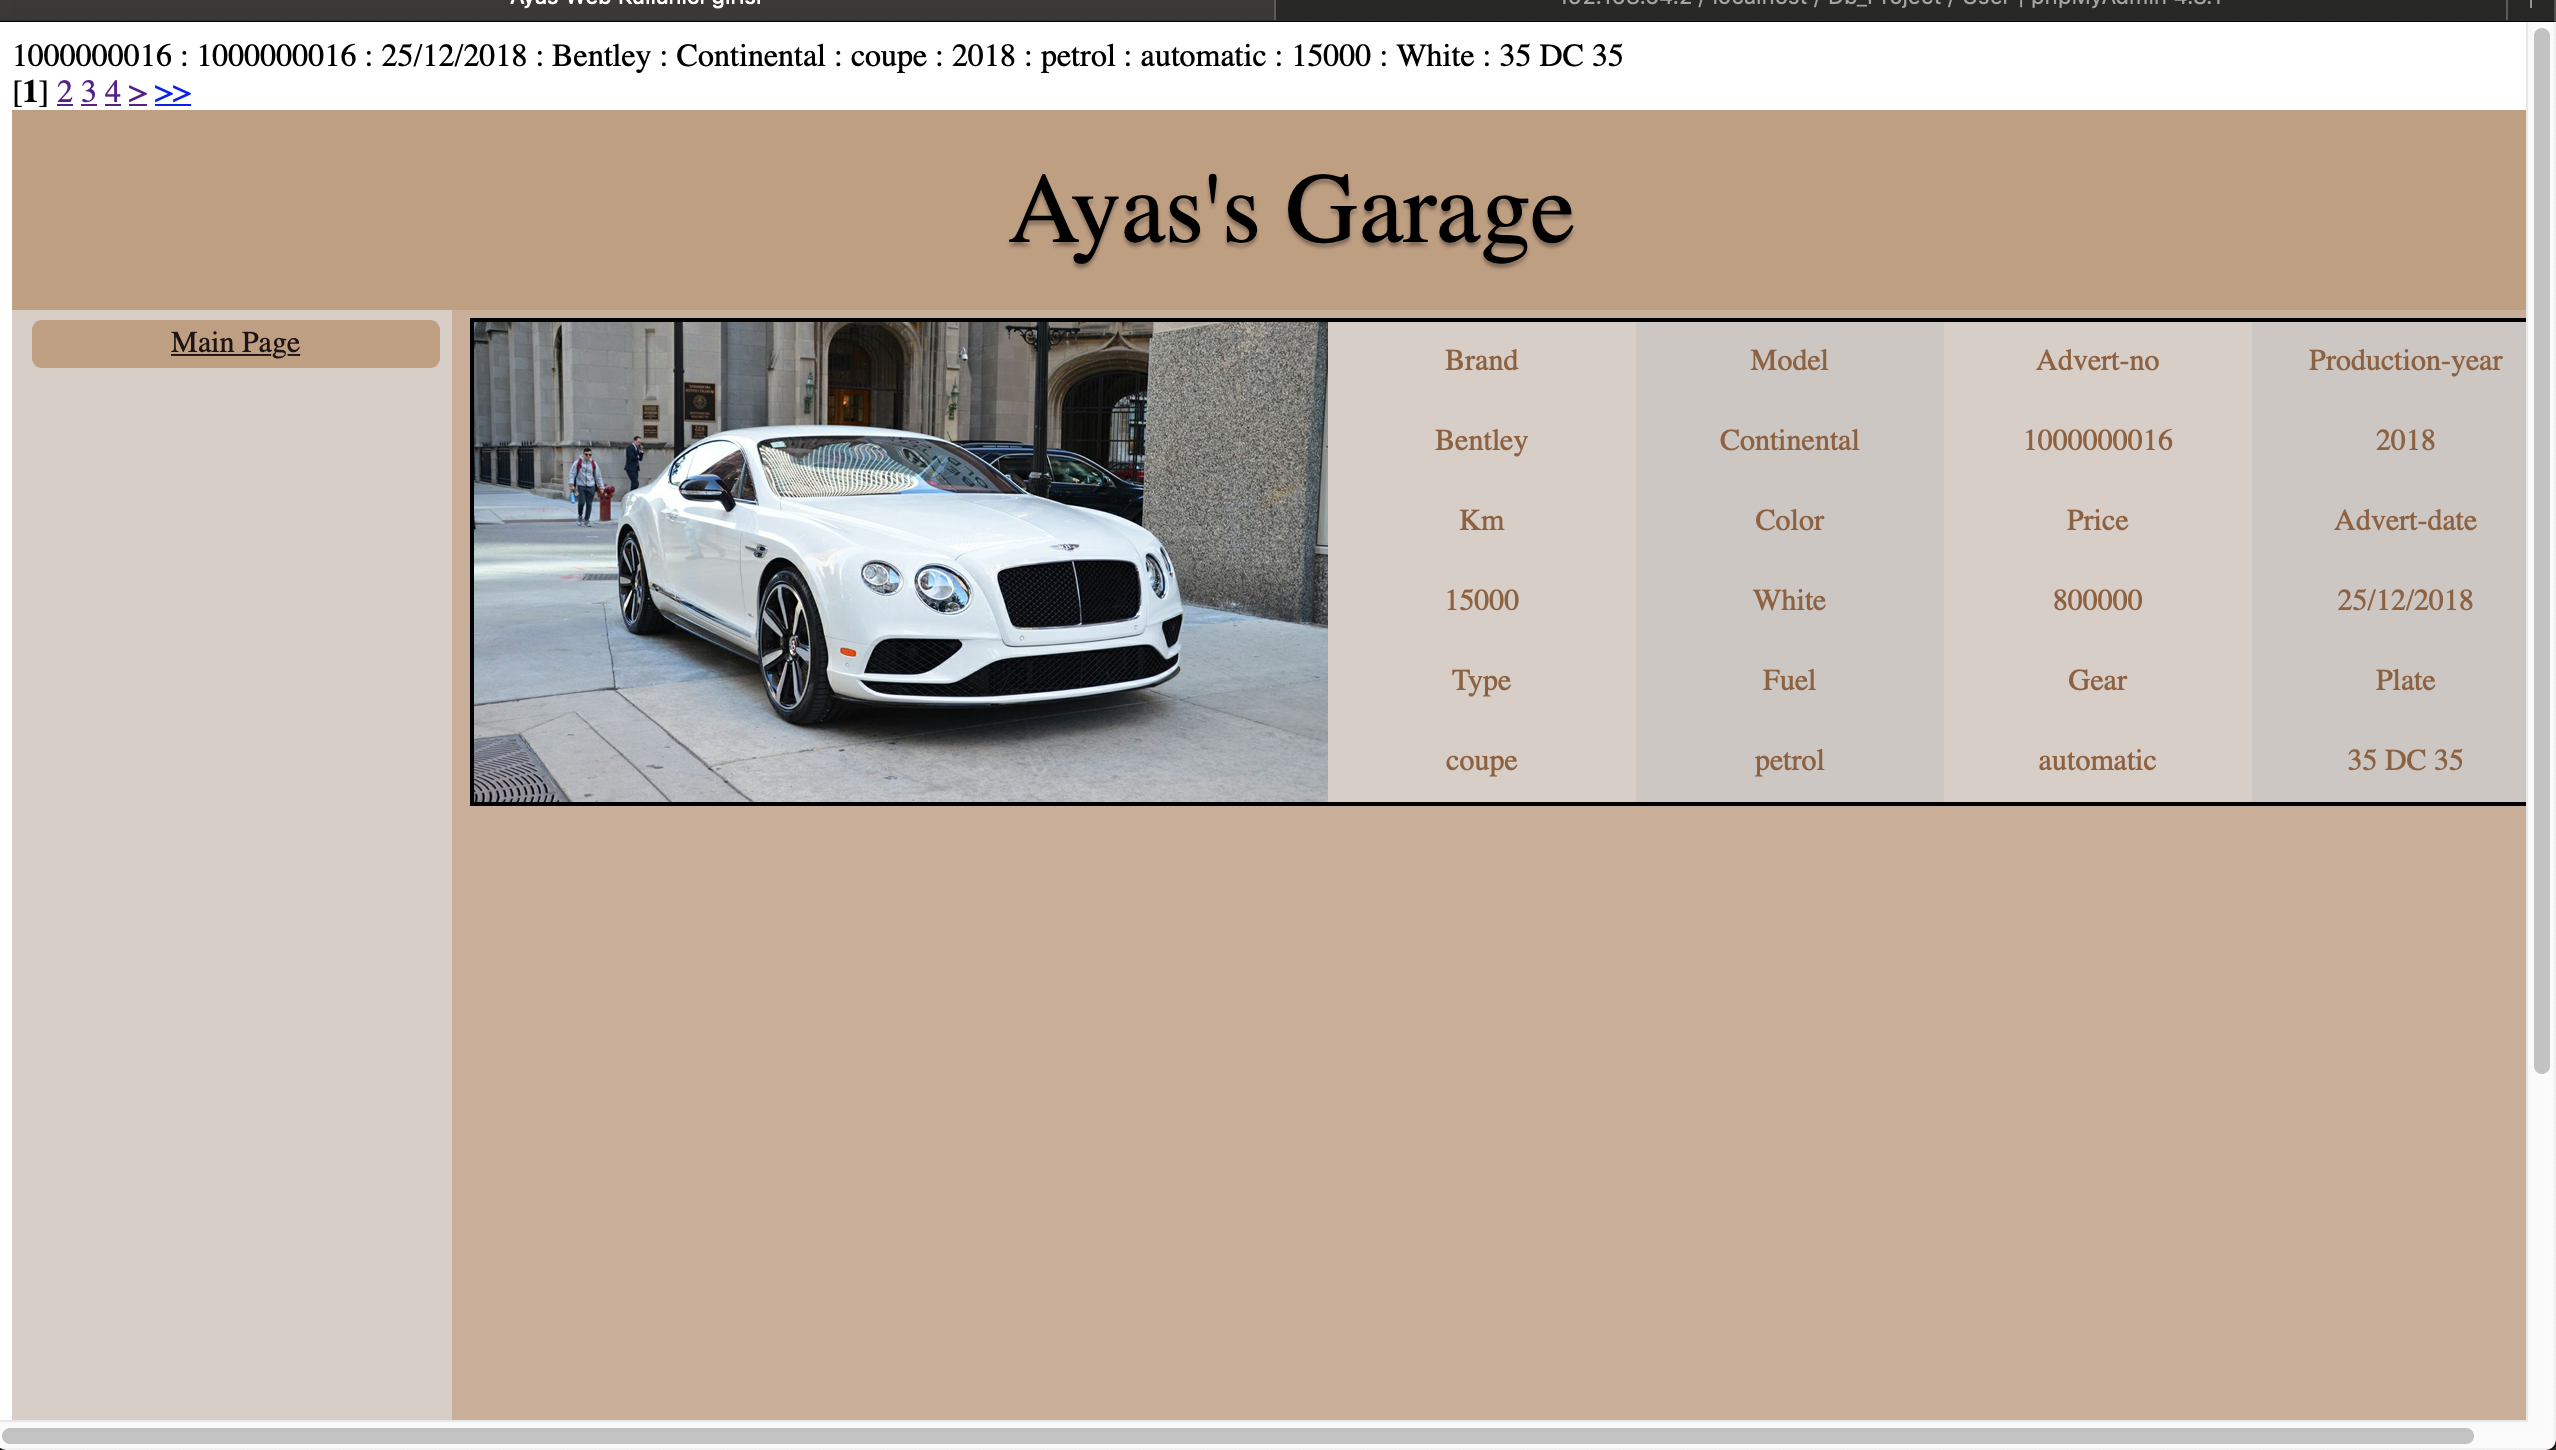 1000000016 : 1000000016 : 25/12/2018 : Bentley : Continental : coupe : 2018 : petrol : automatic : 15000 : White : 35 DC 35
[1] 2 3 4 > >>
Ayas's Garage
Main Page
Brand Model Advert-no Production-year
Bentley Continental 1000000016 2018
Km Color Price Advert-date
15000 White 800000 25/12/2018
Type Fuel Gear Plate
coupe petrol automatic 35 DC 35